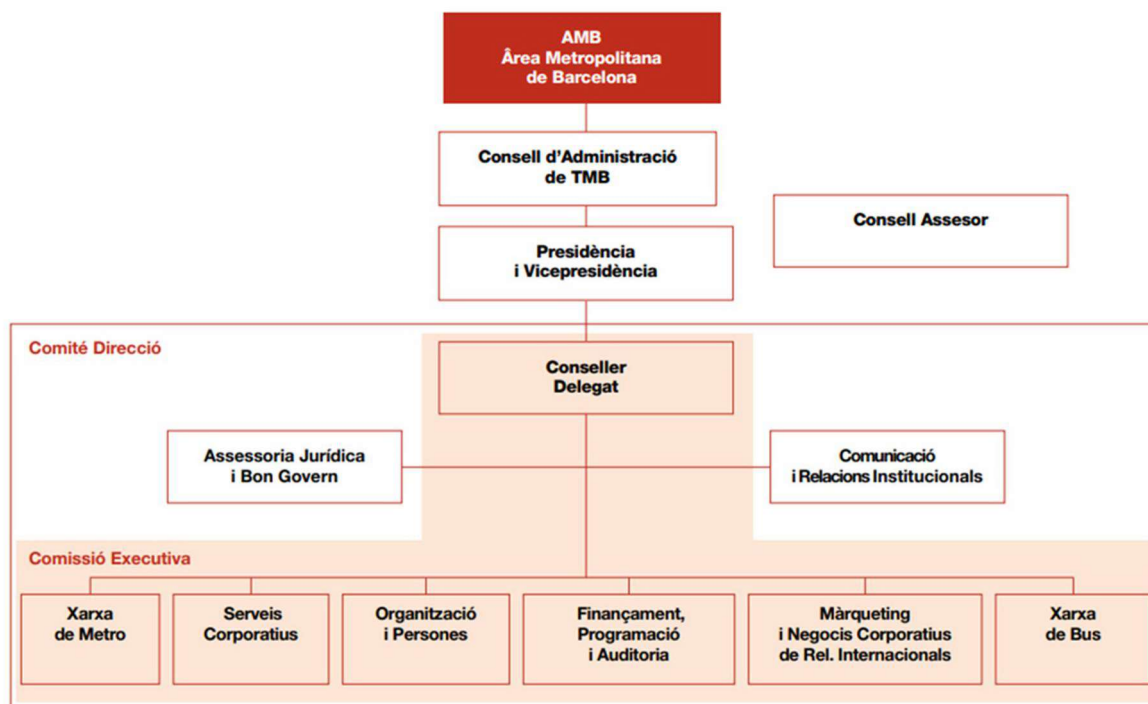 AMB
Ârea Metropolitana
de Barcelona
Consell d’Administració
de TMB
Consell Assesor
Presidència
i Vicepresidència
Comité Direcció
Conseller
Delegat
Assessoria Jurídica
i Bon Govern
Comunicació
i Relacions Institucionals
Comissió Executiva
Xarxa
de Metro
Serveis
Corporatius
Organització
i Persones
Finançament,
Programació
i Auditoria
Màrqueting
i Negocis Corporatius
de Rel. Internacionals
Xarxa
de Bus